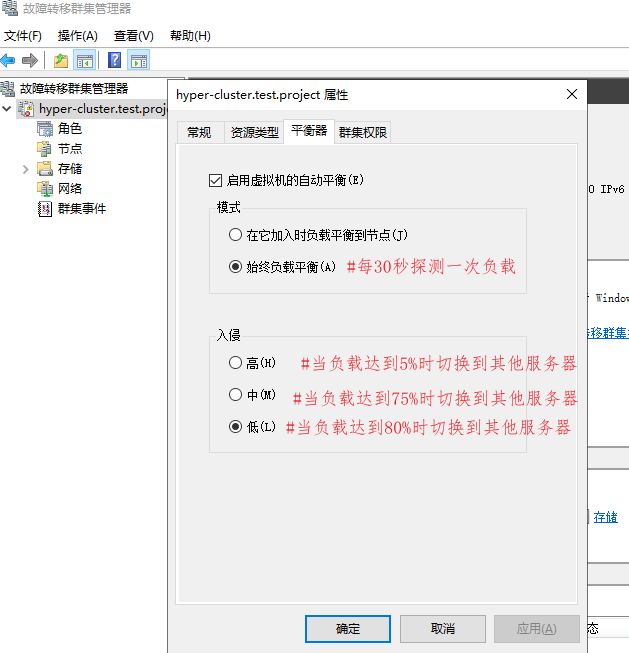 故障转移群集管理器
文件(F) 操作(A) 查看(V) 帮助(H)
故障转移群集管理器
hyper-cluster.test.proj
角色
节点
存储
网络
群集事件
hyper-cluster.test.project 属性
常规 资源类型 平衡器 群集权限
启用虚拟机的自动平衡(E)
模式
在它加入时负载平衡到节点(J)
始终负载平衡(A) #每30秒探测一次负载
入侵
高(H) #当负载达到5%时切换到其他服务器
中(M) #当负载达到75%时切换到其他服务器
低(L) #当负载达到80%时切换到其他服务器
确定 取消 应用(A)
0 IPv6
Window
移群集
存储
态